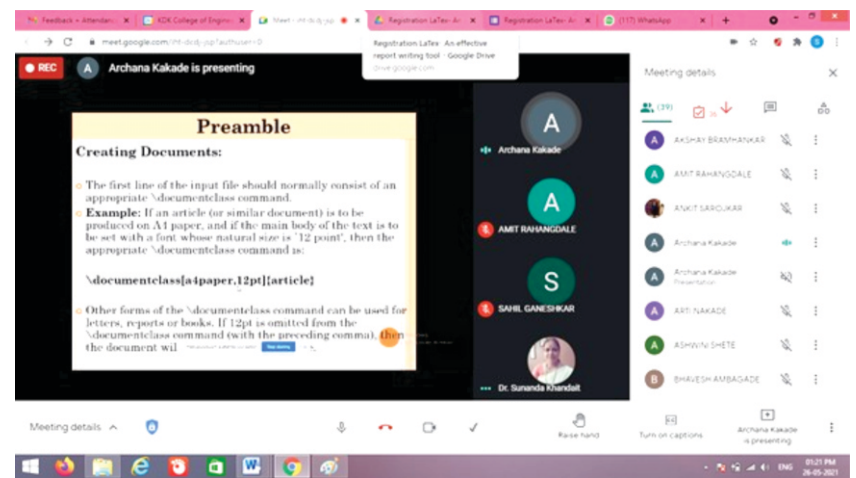 Feedback - Attendanc
KDK College of Engine
Meet
Registration LaTex- A
Registration LaTex- A
(117) WhatsApp
Registration LaTex- An effective
report writing tool - Google Drive
drive.google.com
REC
A
Archana Kakade is presenting
Meeting details
Preamble
Creating Documents:
The first line of the input file should normally consist of an
appropriate \documentclass command.
Example: If an article (or similar document) is to be
produced on A4 paper, and if the main body of the text is to
be set with a font whose natural size is '12 point', then the
appropriate \documentclass command is:
\documentclass[a4paper,12pt]{article}
Other forms of the \documentclass command can be used for
letters, reports or books. If 12pt is omitted from the
\documentclass command (with the preceding comma), then
the document wil
Stop sharing
A
Archana Kakade
A
AMIT RAHANGDALE
S
SAHIL GANESHKAR
Dr. Sunanda Khandait
(39)
A AKSHAY BRAMHANKAR
A AMIT RAHANGDALE
ANKIT SAROJKAR
A Archana Kakade
A Archana Kakade
Presentation
A ARTI NAKADE
A ASHWINI SHETE
B BHAVESH AMBAGADE
Meeting details
Raise hand
Turn on captions
Archana Kakade
is presenting
ENG
01:21 PM
26-05-2021